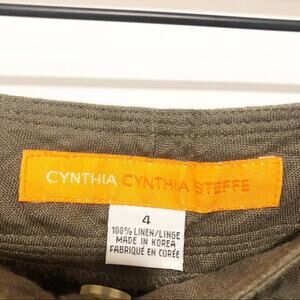 CYNTHIA CYNTHIA STEFFE
4
100% LINEN/LINGE
MADE IN KOREA
FABRIQUÉ EN CORÉE